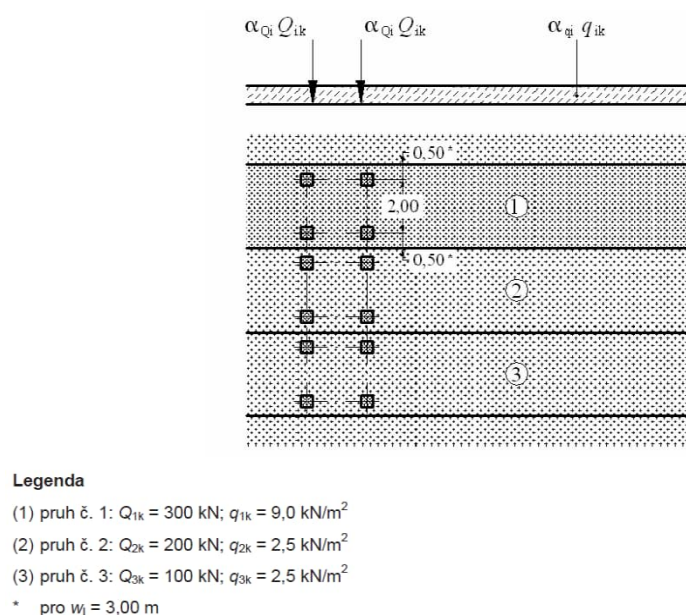 αQi Qik αQi Qik αqi qik
0,50*
2,00
1
0,50*
2
3
Legenda
(1) pruh č. 1: Q1k = 300 kN; q1k = 9,0 kN/m²
(2) pruh č. 2: Q2k = 200 kN; q2k = 2,5 kN/m²
(3) pruh č. 3: Q3k = 100 kN; q3k = 2,5 kN/m²
* pro wl = 3,00 m